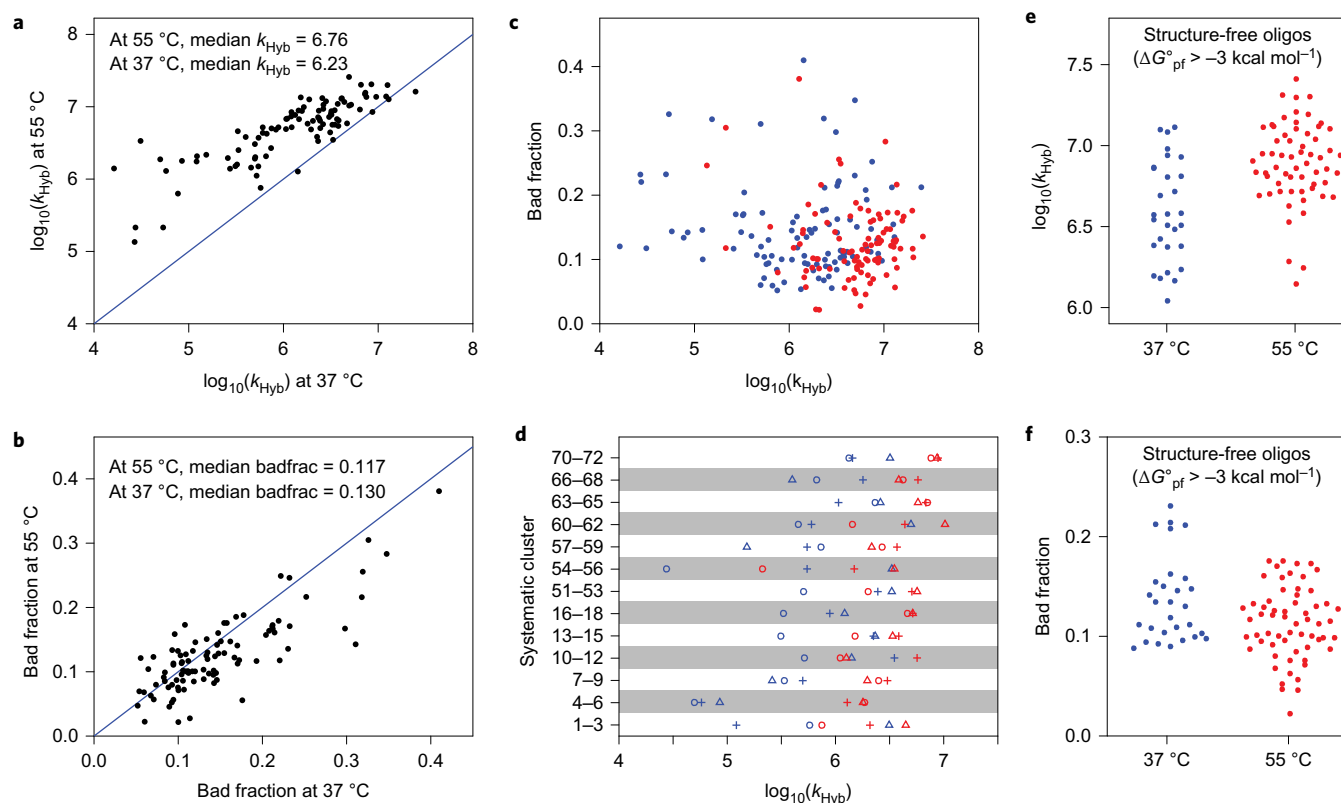 a
At 55 °C, median kHyb = 6.76
At 37 °C, median kHyb = 6.23
8
7
6
5
4
log10(kHyb) at 55 °C
4 5 6 7 8
log10(kHyb) at 37 °C
b
At 55 °C, median badfrac = 0.117
At 37 °C, median badfrac = 0.130
0.4
0.3
0.2
0.1
0.0
Bad fraction at 55 °C
0.0 0.1 0.2 0.3 0.4
Bad fraction at 37 °C
c
0.4
0.3
0.2
0.1
0.0
Bad fraction
4 5 6 7 8
log10(kHyb)
d
70–72
66–68
63–65
60–62
57–59
54–56
51–53
16–18
13–15
10–12
7–9
4–6
1–3
Systematic cluster
4 5 6 7
log10(kHyb)
e
Structure-free oligos
(ΔG°pf > –3 kcal mol–1)
7.5
7.0
6.5
6.0
log10(kHyb)
37 °C 55 °C
f
Structure-free oligos
(ΔG°pf > –3 kcal mol–1)
0.3
0.2
0.1
0.0
Bad fraction
37 °C 55 °C